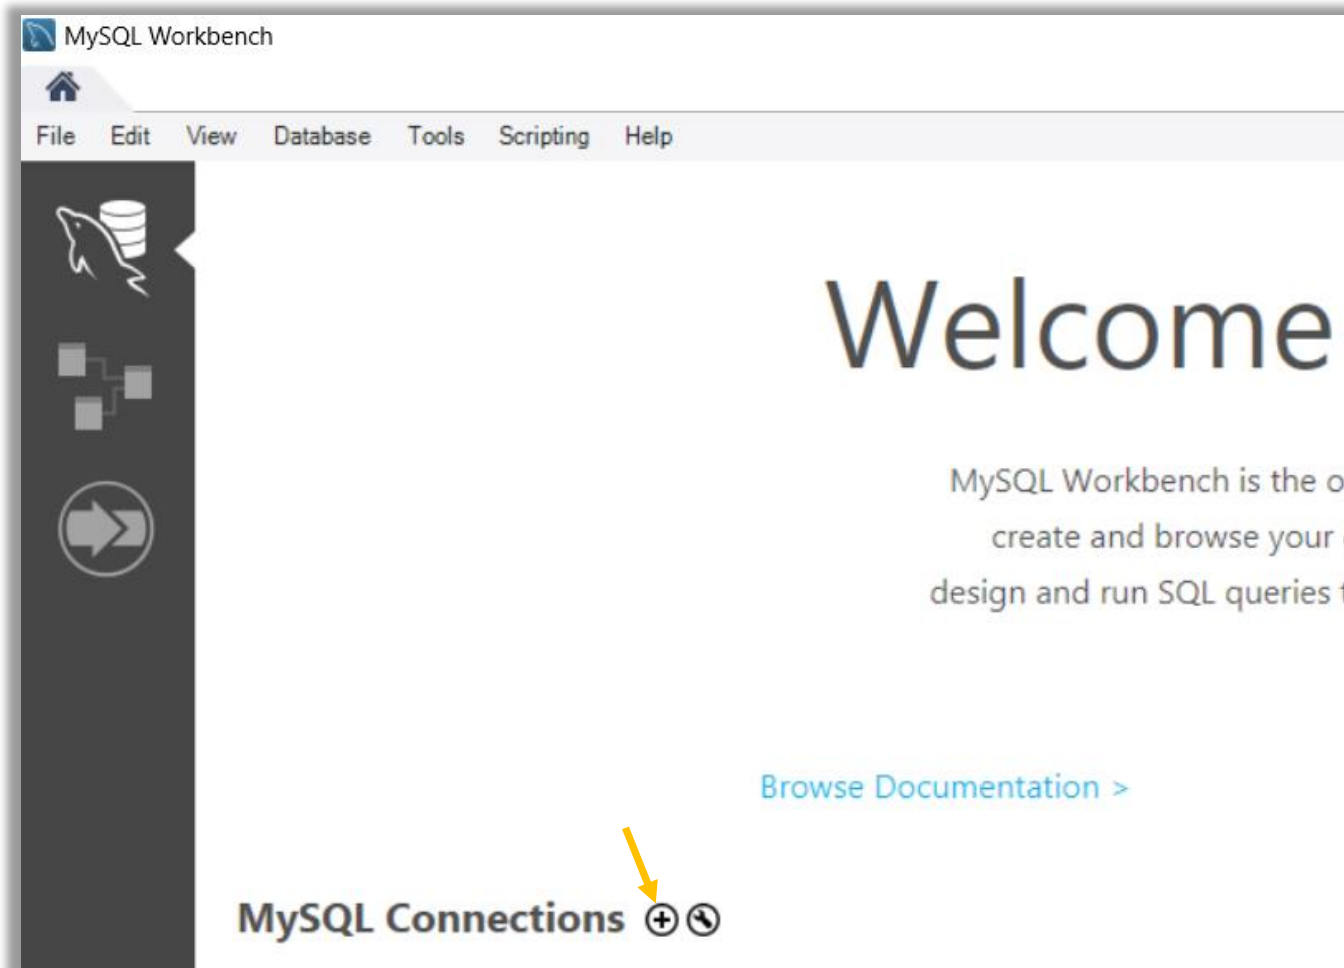 MySQL Workbench
File Edit View Database Tools Scripting Help
Welcome
MySQL Workbench is the
create and browse your
design and run SQL queries
Browse Documentation >
MySQL Connections